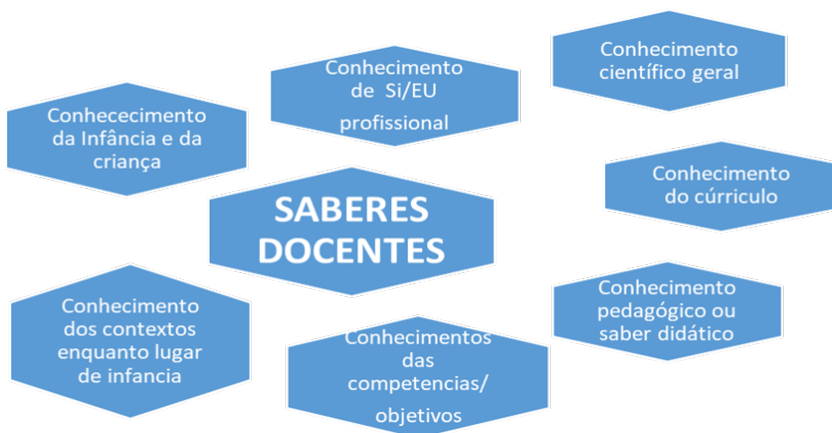 Conhecimento
científico geral
Conhecimento
de Si/EU
profissional
Conhececimento
da Infância e da
criança
Conhecimento
do cúrriculo
SABERES
DOCENTES
Conhecimento
pedagógico ou
saber didático
Conhecimento
dos contextos
enquanto lugar
de infancia
Conhecimentos
das
competencias/
objetivos